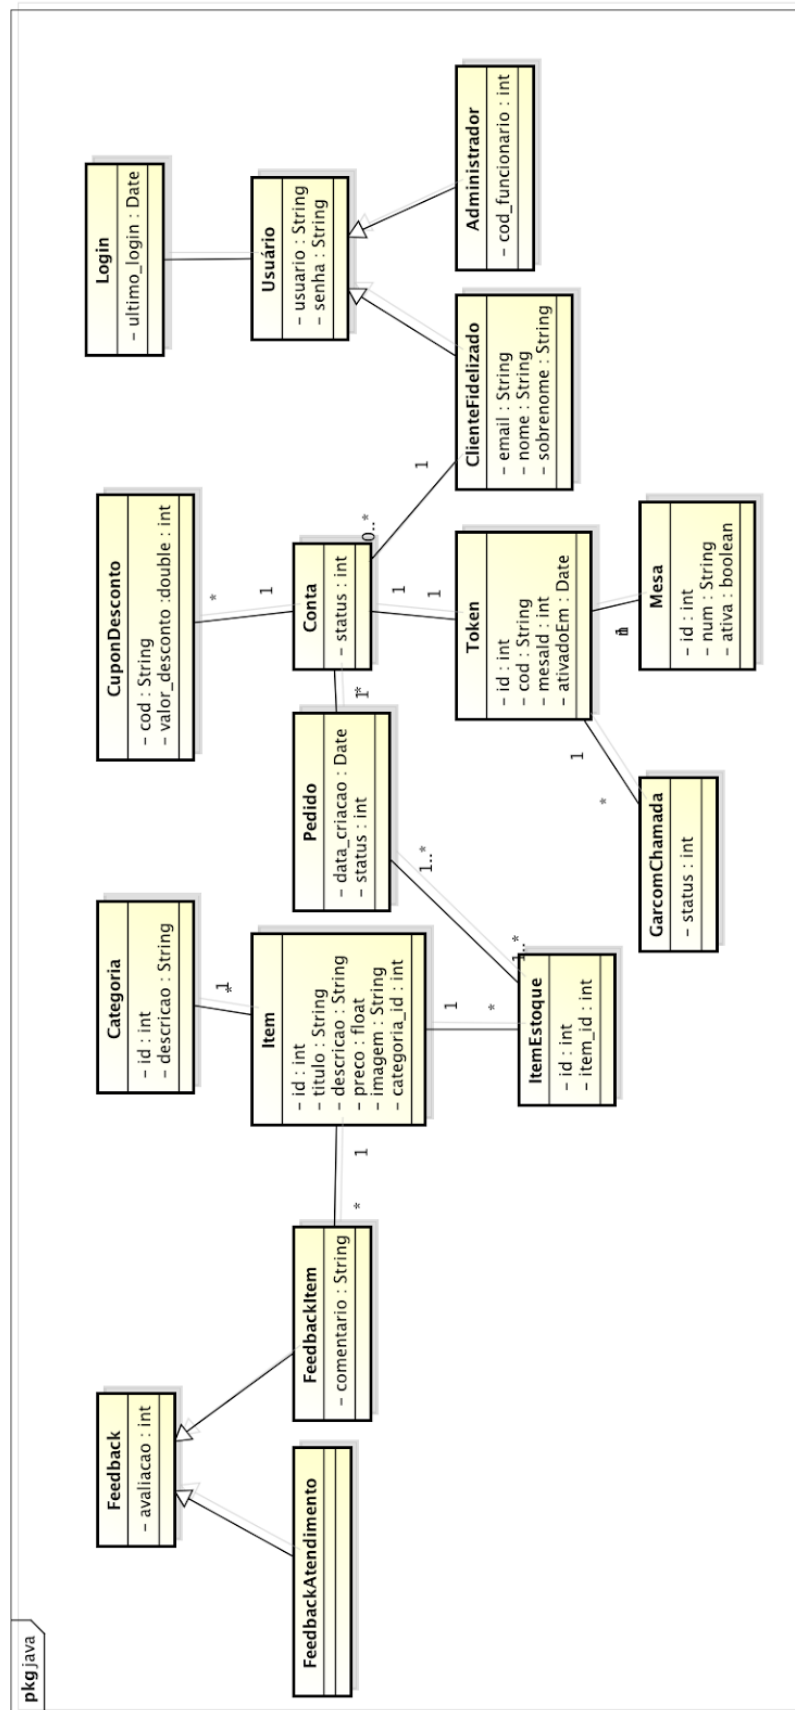 pkg java
Feedback
– avaliacao : int
FeedbackAtendimento
FeedbackItem
– comentario : String
*
1
Categoria
– id : int
– descricao : String
1
*
Item
– id : int
– titulo : String
– descricao : String
– preco : float
– imagem : String
– categoria_id : int
1
*
ItemEstoque
– id : int
– item_id : int
1..*
1..*
Pedido
– data_criacao : Date
– status : int
1
*
CuponDesconto
– cod : String
– valor_desconto :double : int
*
1
Conta
– status : int
0..*
1
1
1
Token
– id : int
– cod : String
– mesaId : int
– ativadoEm : Date
1
*
GarcomChamada
– status : int
Mesa
– id : int
– num : String
– ativa : boolean
Login
– ultimo_login : Date
Usuário
– usuario : String
– senha : String
ClienteFidelizado
– email : String
– nome : String
– sobrenome : String
Administrador
– cod_funcionario : int